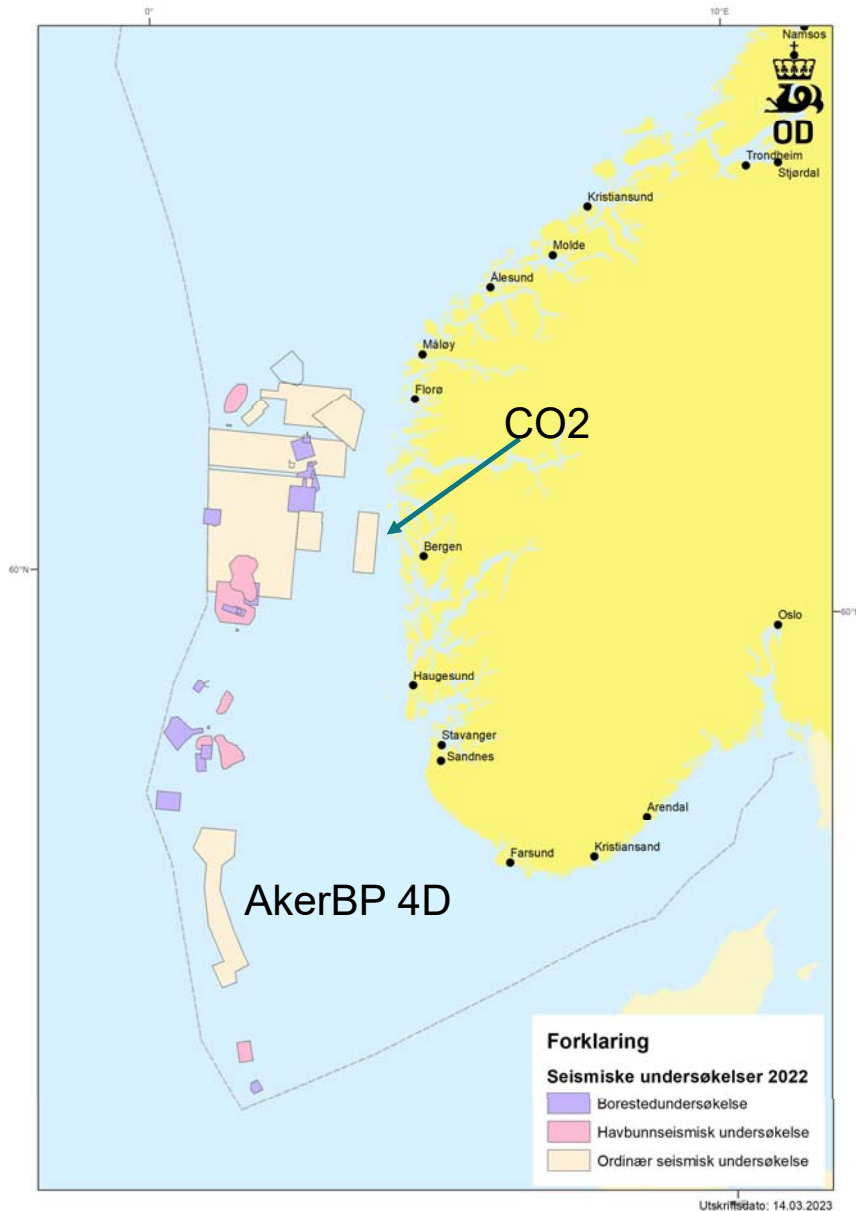 0°
10°E
Namsos
OD
Trondheim
Stjørdal
Kristiansund
Molde
Ålesund
Måløy
Florø
CO2
Bergen
60°N
60°N
Oslo
Haugesund
Stavanger
Sandnes
Arendal
Kristiansand
Farsund
AkerBP 4D
Forklaring
Seismiske undersøkelser 2022
Borestedundersøkelse
Havbunnseismisk undersøkelse
Ordinær seismisk undersøkelse
Utskriftsdato: 14.03.2023